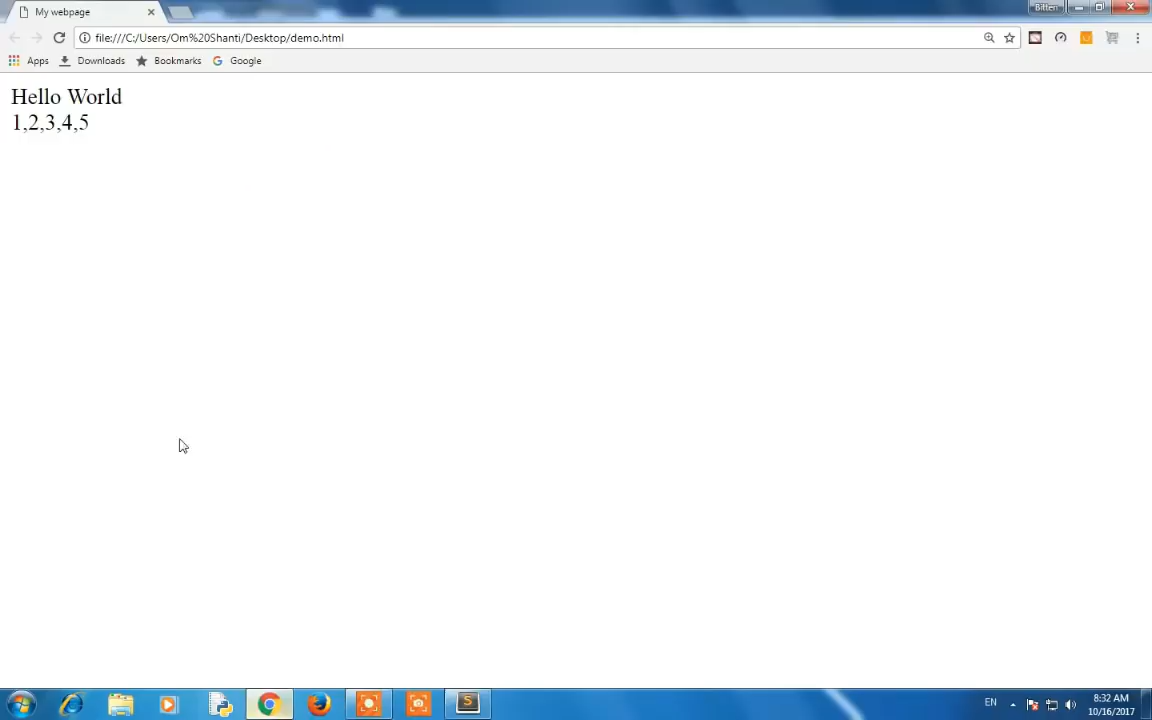 My webpage
Bitten
file:///C:/Users/Om%20Shanti/Desktop/demo.html
Apps Downloads Bookmarks Google
Hello World
1,2,3,4,5
EN
8:32 AM
10/16/2017